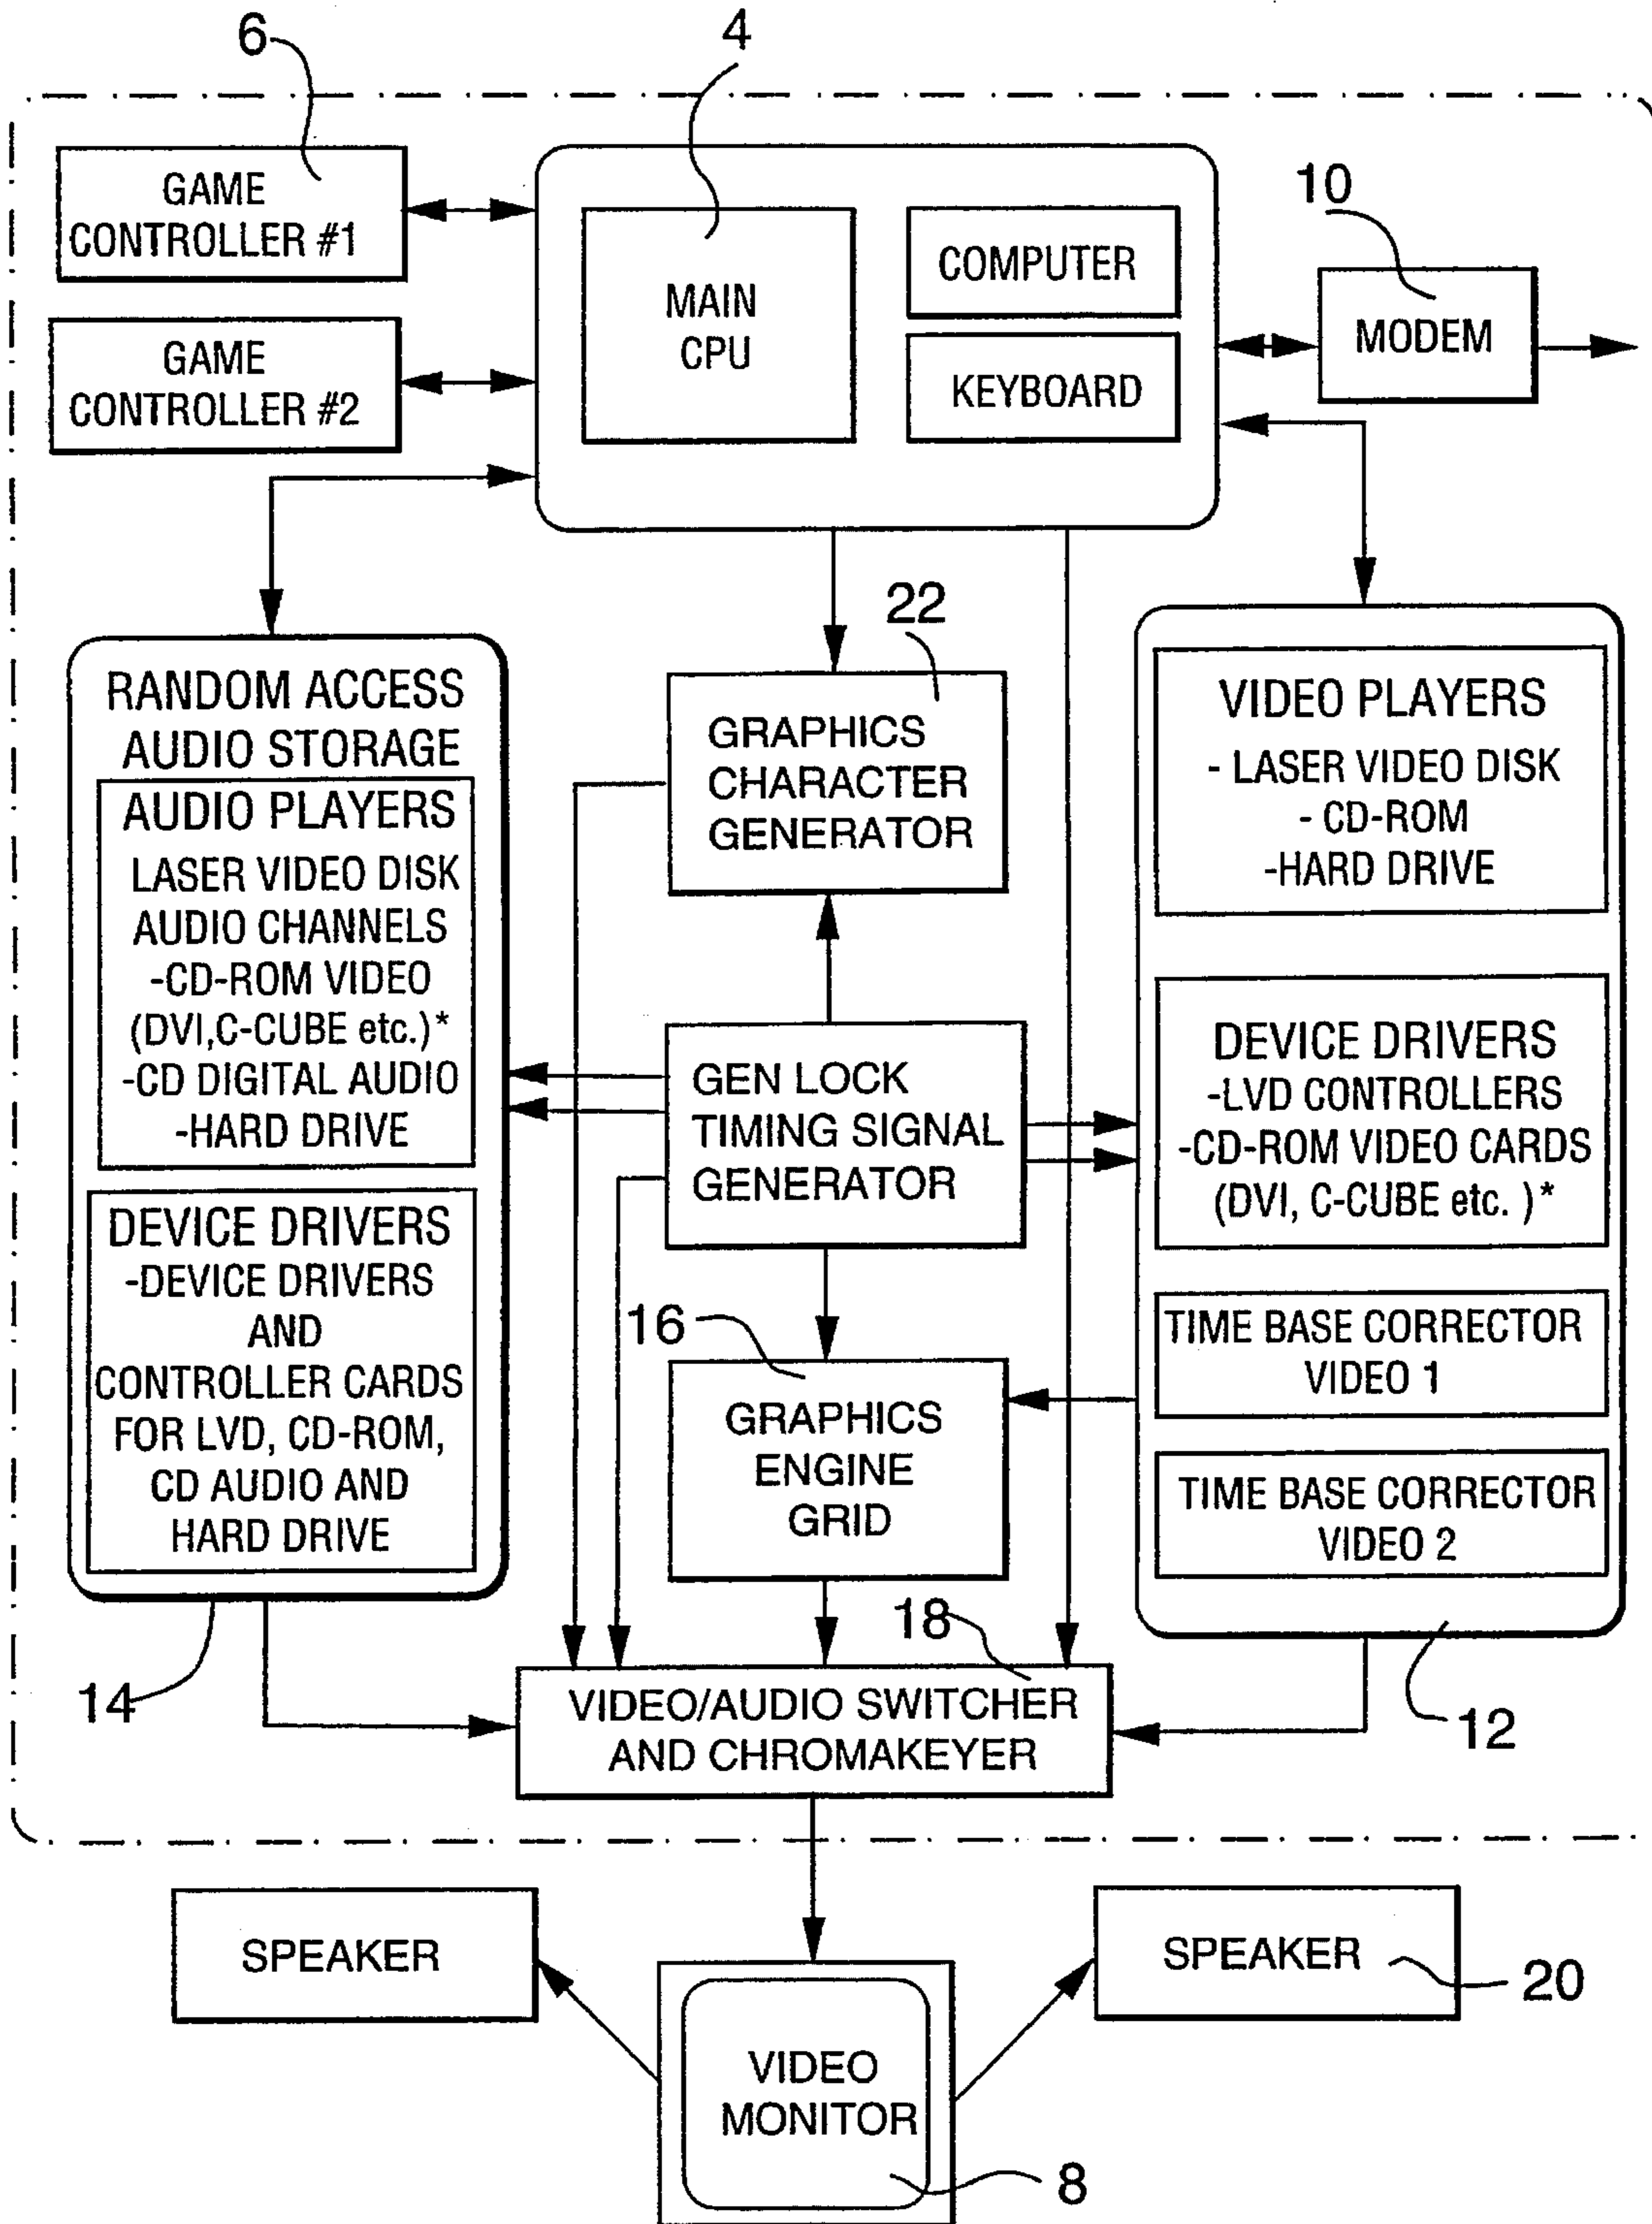 6
4
GAME
CONTROLLER #1
GAME
CONTROLLER #2
MAIN
CPU
COMPUTER
KEYBOARD
10
MODEM
RANDOM ACCESS
AUDIO STORAGE
AUDIO PLAYERS
LASER VIDEO DISK
AUDIO CHANNELS
-CD-ROM VIDEO
(DVI,C-CUBE etc.)*
-CD DIGITAL AUDIO
-HARD DRIVE
DEVICE DRIVERS
-DEVICE DRIVERS
AND
CONTROLLER CARDS
FOR LVD, CD-ROM,
CD AUDIO AND
HARD DRIVE
14
22
GRAPHICS
CHARACTER
GENERATOR
GEN LOCK
TIMING SIGNAL
GENERATOR
16
GRAPHICS
ENGINE
GRID
VIDEO PLAYERS
- LASER VIDEO DISK
- CD-ROM
-HARD DRIVE
DEVICE DRIVERS
-LVD CONTROLLERS
-CD-ROM VIDEO CARDS
(DVI, C-CUBE etc. )*
TIME BASE CORRECTOR
VIDEO 1
TIME BASE CORRECTOR
VIDEO 2
12
18
VIDEO/AUDIO SWITCHER
AND CHROMAKEYER
SPEAKER
VIDEO
MONITOR
8
SPEAKER
20